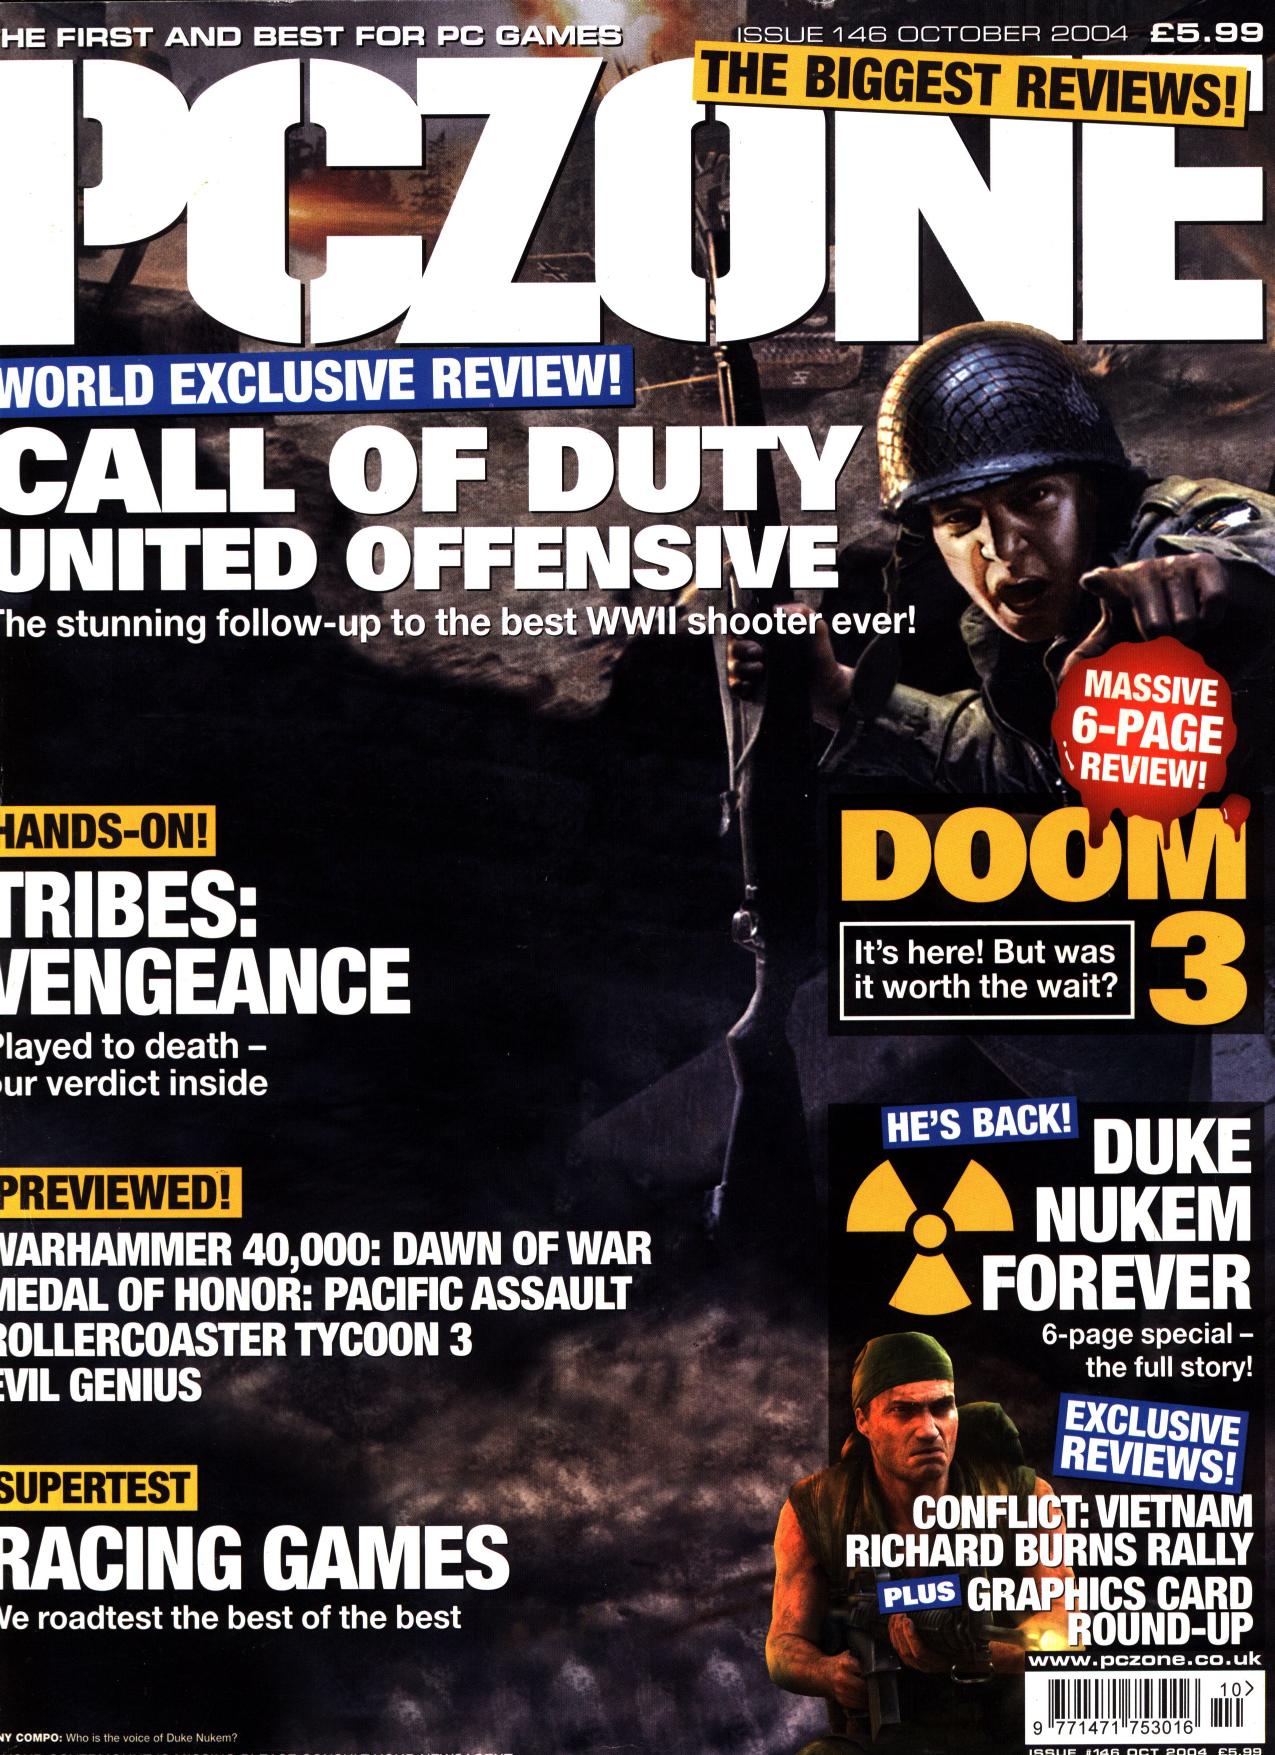 THE FIRST AND BEST FOR PC GAMES
ISSUE 146 OCTOBER 2004 £5.99
THE BIGGEST REVIEWS!
PCZONE
WORLD EXCLUSIVE REVIEW!
CALL OF DUTY
UNITED OFFENSIVE
The stunning follow-up to the best WWII shooter ever!
MASSIVE
6-PAGE
REVIEW!
DOOM
3
It's here! But was
it worth the wait?
HANDS-ON!
TRIBES:
VENGEANCE
Played to death –
our verdict inside
PREVIEWED!
WARHAMMER 40,000: DAWN OF WAR
MEDAL OF HONOR: PACIFIC ASSAULT
ROLLERCOASTER TYCOON 3
EVIL GENIUS
SUPERTEST
RACING GAMES
We roadtest the best of the best
HE'S BACK!
DUKE
NUKEM
FOREVER
6-page special –
the full story!
EXCLUSIVE
REVIEWS!
CONFLICT: VIETNAM
RICHARD BURNS RALLY
PLUS GRAPHICS CARD
ROUND-UP
www.pczone.co.uk
10>
9 771471 753016
ISSUE #146 OCT 2004 £5.99
NY COMPO: Who is the voice of Duke Nukem?